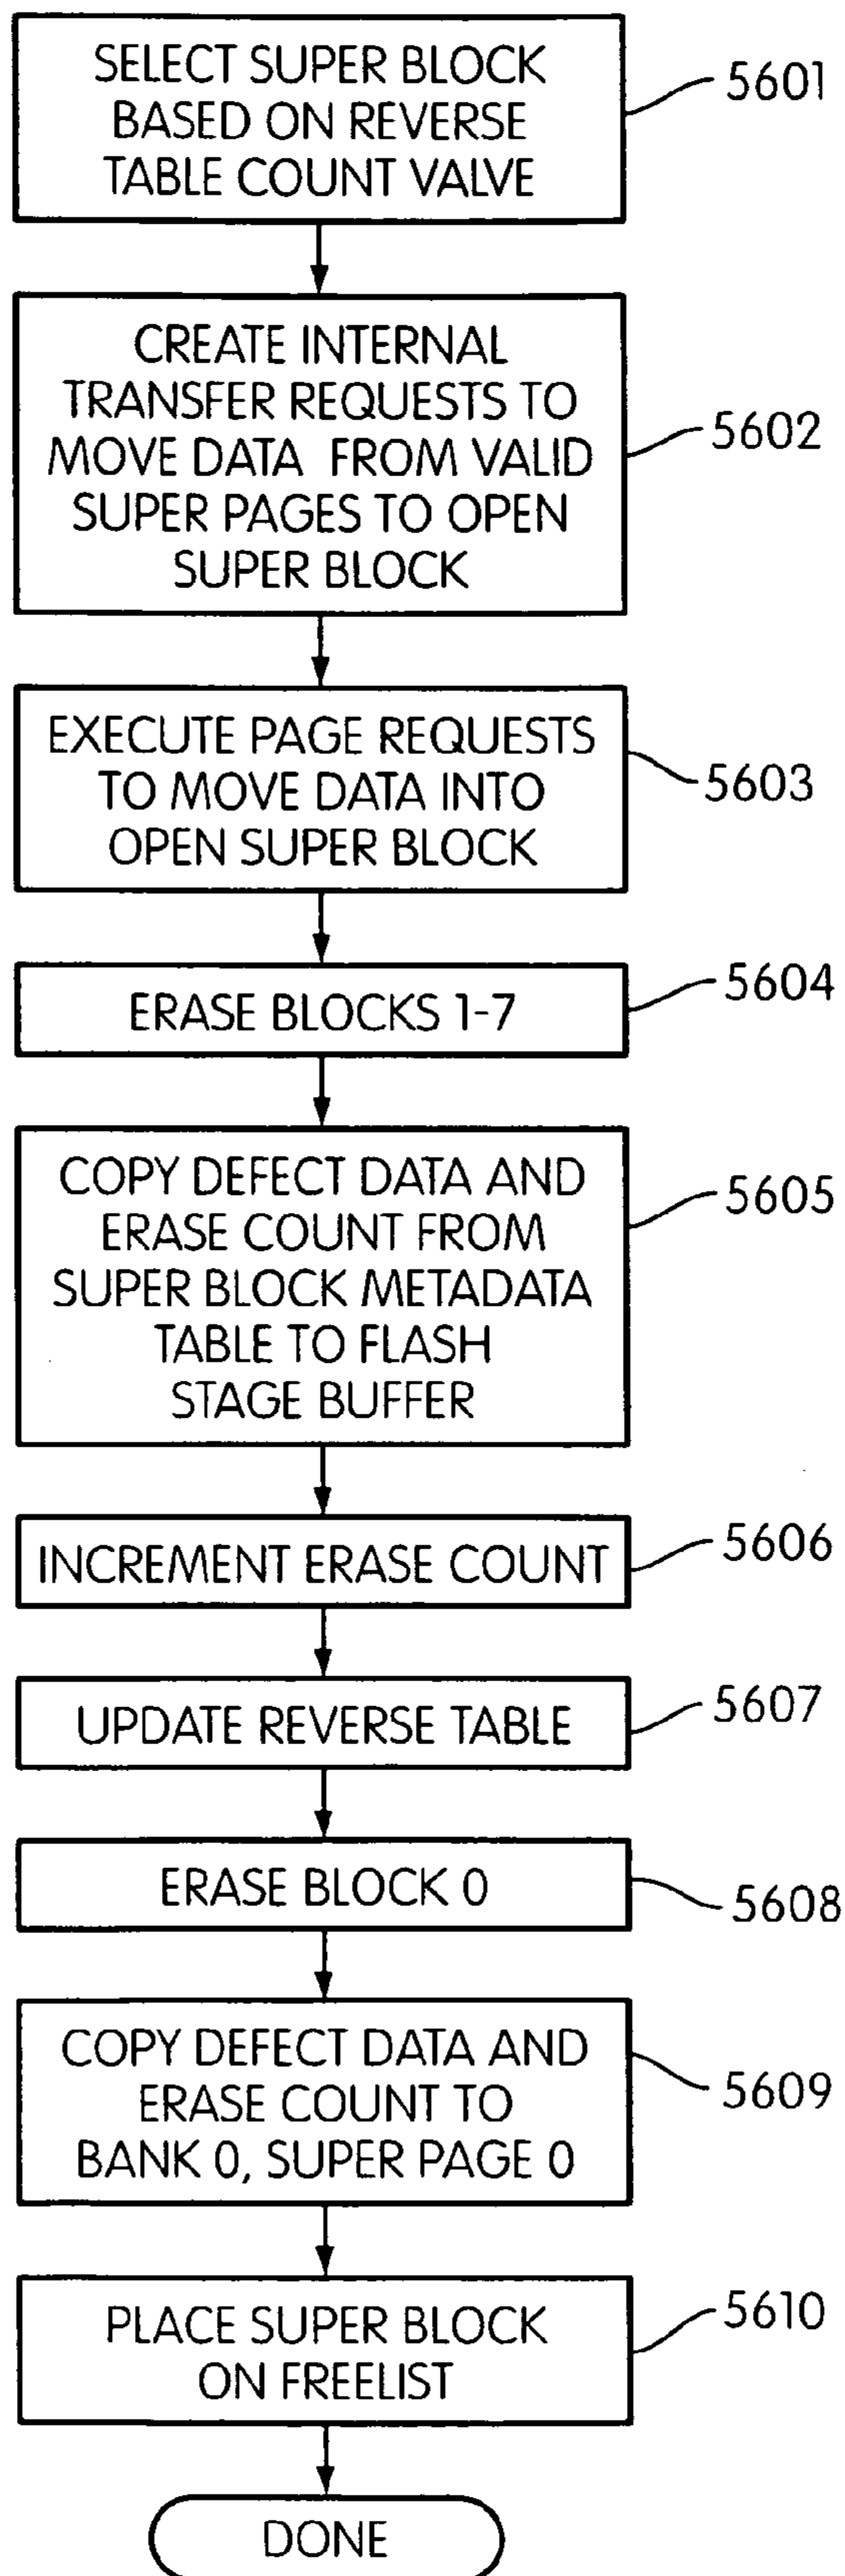 SELECT SUPER BLOCK
BASED ON REVERSE
TABLE COUNT VALVE
5601
CREATE INTERNAL
TRANSFER REQUESTS TO
MOVE DATA FROM VALID
SUPER PAGES TO OPEN
SUPER BLOCK
5602
EXECUTE PAGE REQUESTS
TO MOVE DATA INTO
OPEN SUPER BLOCK
5603
ERASE BLOCKS 1-7
5604
COPY DEFECT DATA AND
ERASE COUNT FROM
SUPER BLOCK METADATA
TABLE TO FLASH
STAGE BUFFER
5605
INCREMENT ERASE COUNT
5606
UPDATE REVERSE TABLE
5607
ERASE BLOCK 0
5608
COPY DEFECT DATA AND
ERASE COUNT TO
BANK 0, SUPER PAGE 0
5609
PLACE SUPER BLOCK
ON FREELIST
5610
DONE